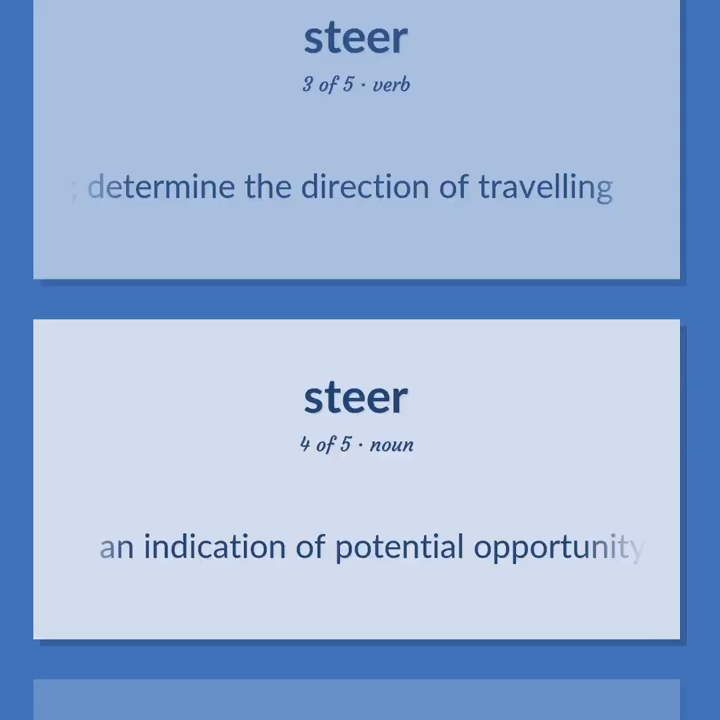 steer
3 of 5 · verb
; determine the direction of travelling
steer
4 of 5 · noun
an indication of potential opportunity